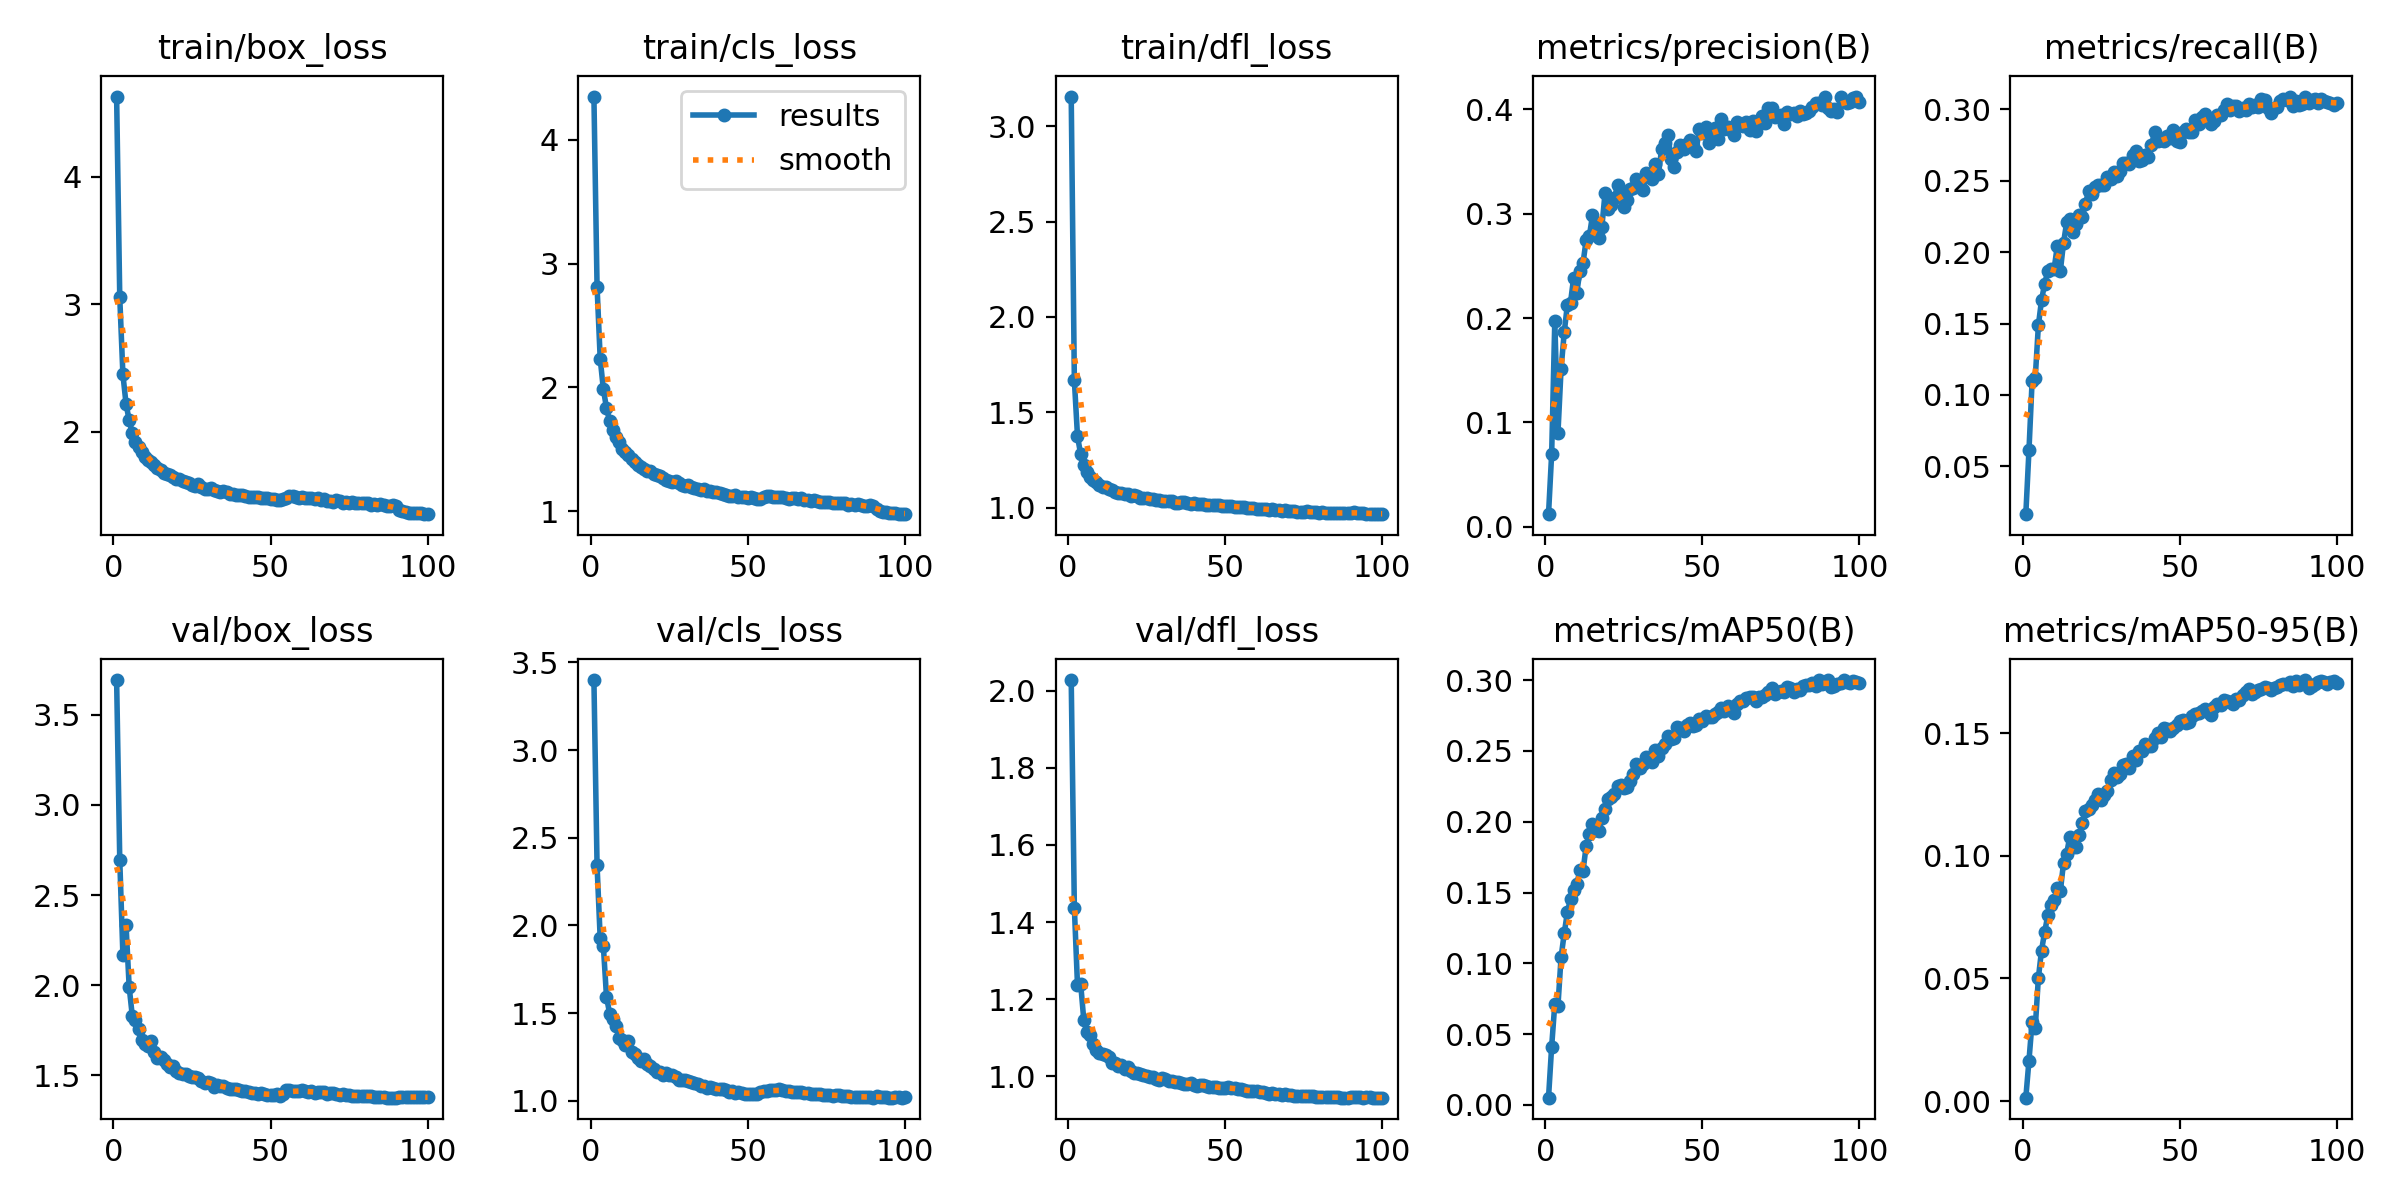 train/box_loss
4
3
2
0 50 100
train/cls_loss
results
smooth
4
3
2
1
0 50 100
train/dfl_loss
3.0
2.5
2.0
1.5
1.0
0 50 100
metrics/precision(B)
0.4
0.3
0.2
0.1
0.0
0 50 100
metrics/recall(B)
0.30
0.25
0.20
0.15
0.10
0.05
0 50 100
val/box_loss
3.5
3.0
2.5
2.0
1.5
0 50 100
val/cls_loss
3.5
3.0
2.5
2.0
1.5
1.0
0 50 100
val/dfl_loss
2.0
1.8
1.6
1.4
1.2
1.0
0 50 100
metrics/mAP50(B)
0.30
0.25
0.20
0.15
0.10
0.05
0.00
0 50 100
metrics/mAP50-95(B)
0.15
0.10
0.05
0.00
0 50 100